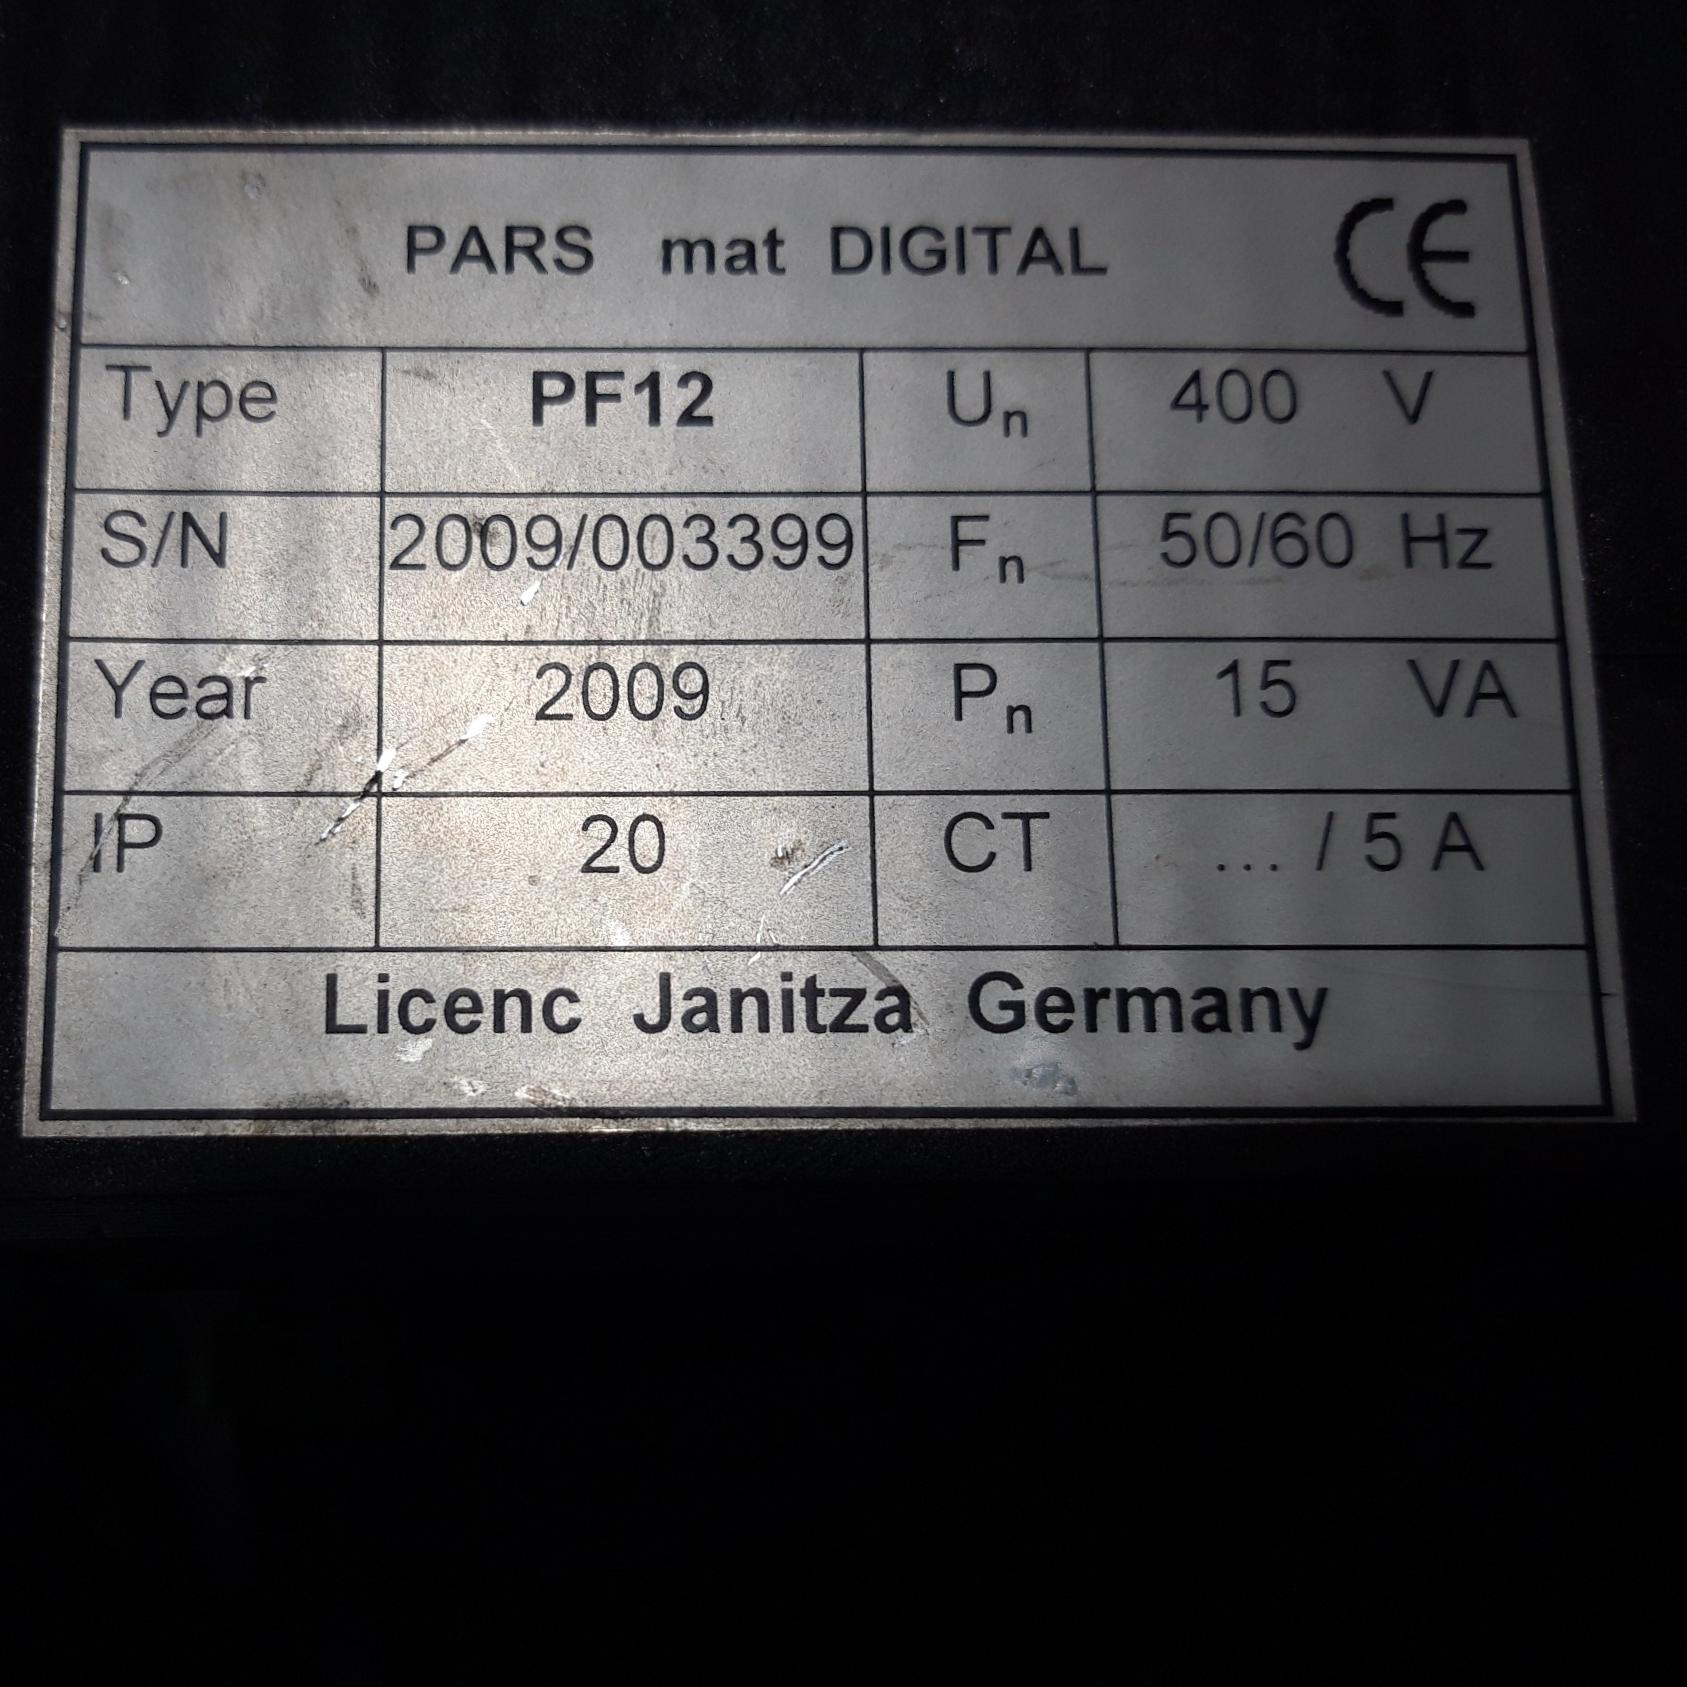 PARS mat DIGITAL CE
Type PF12 Un 400 V
S/N 2009/003399 Fn 50/60 Hz
Year 2009 Pn 15 VA
IP 20 CT ... / 5 A
Licenc Janitza Germany